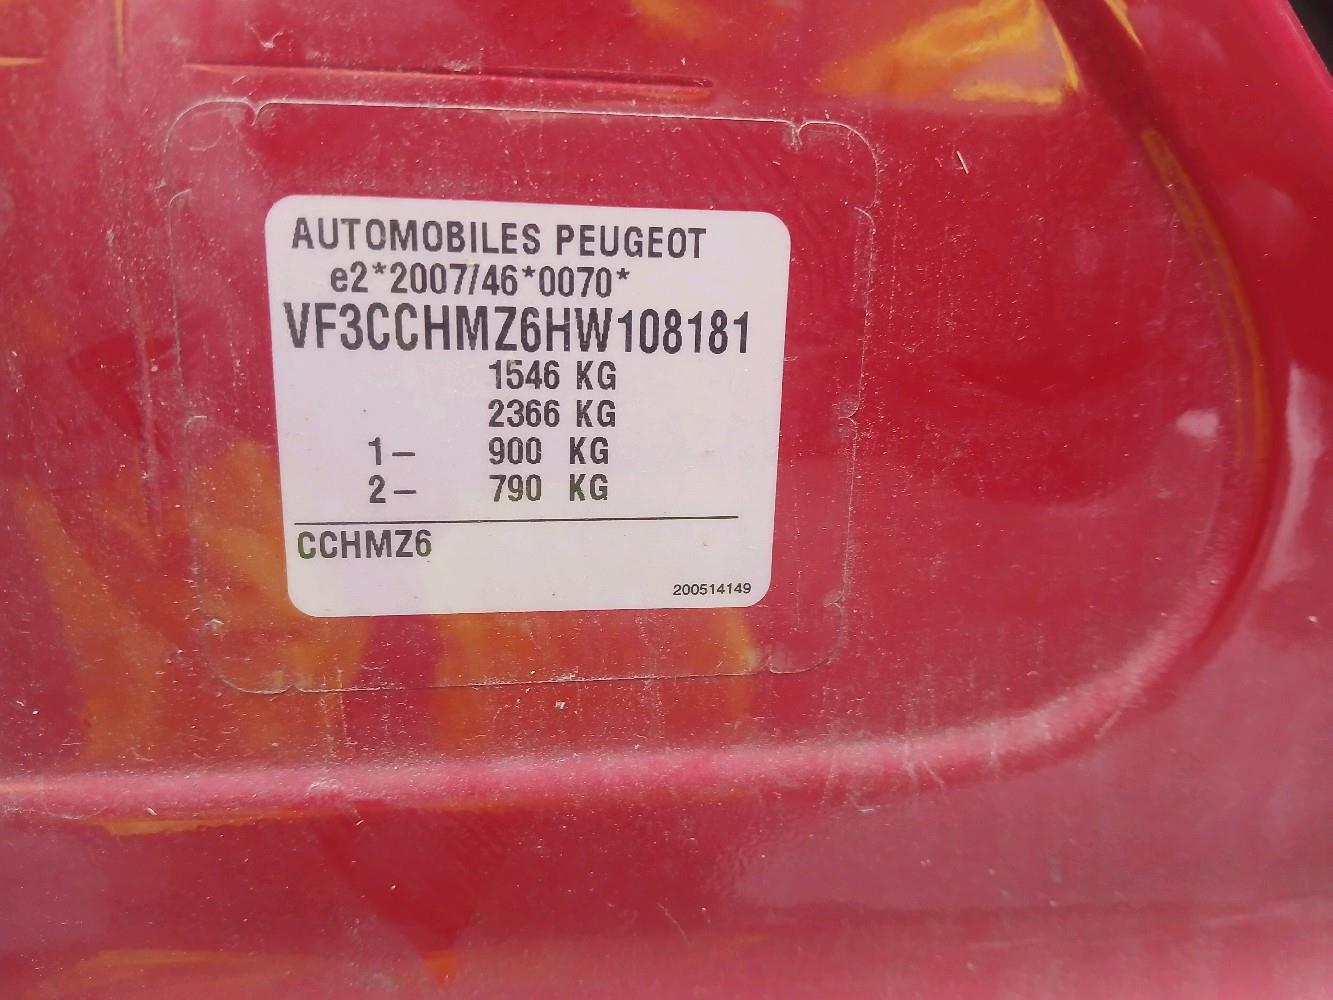 AUTOMOBILES PEUGEOT
e2*2007/46*0070*
VF3CCHMZ6HW108181
1546 KG
2366 KG
1- 900 KG
2- 790 KG
CCHMZ6
200514149